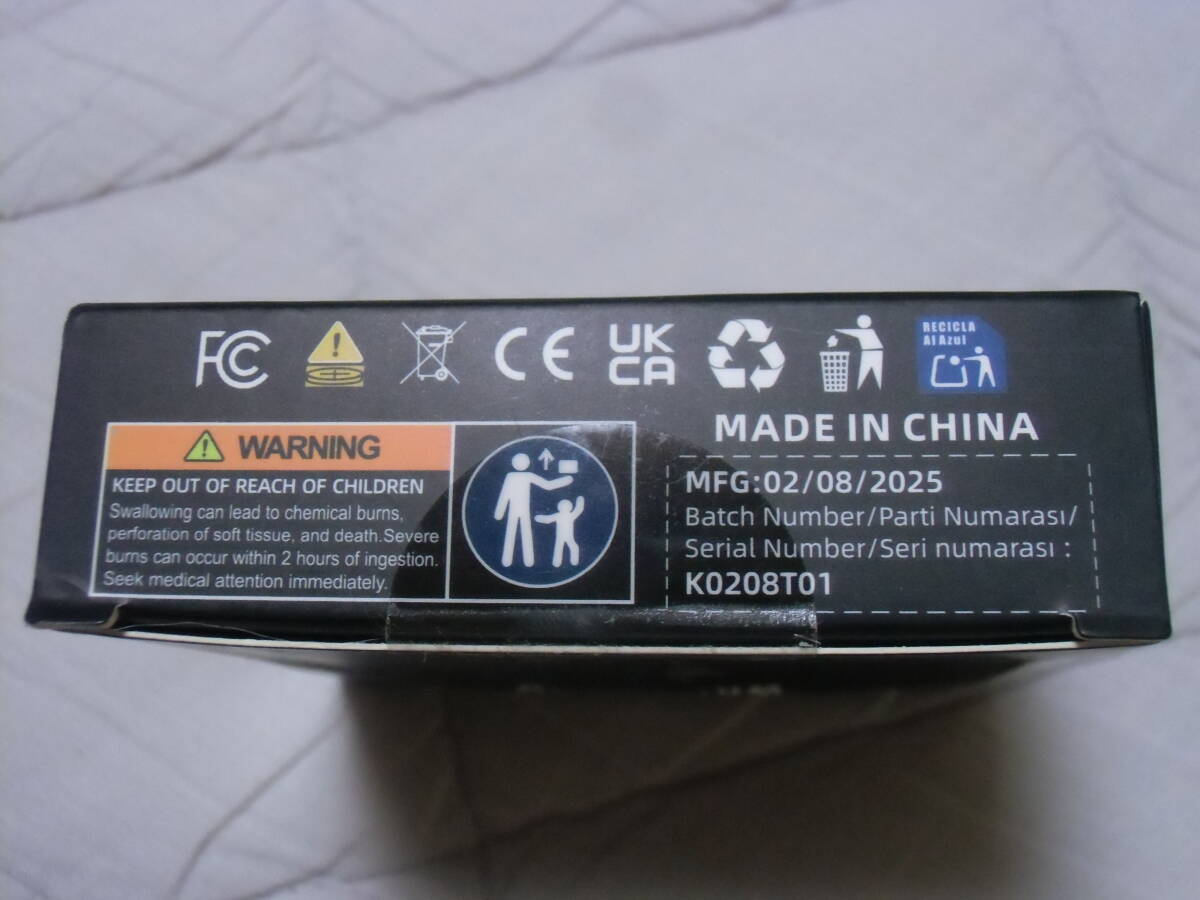 FC CE UK
CA
RECICLA
Al Azul
WARNING
KEEP OUT OF REACH OF CHILDREN
Swallowing can lead to chemical burns,
perforation of soft tissue, and death.Severe
burns can occur within 2 hours of ingestion.
Seek medical attention immediately.
MADE IN CHINA
MFG:02/08/2025
Batch Number/Parti Numarası/
Serial Number/Seri numarası :
K0208T01